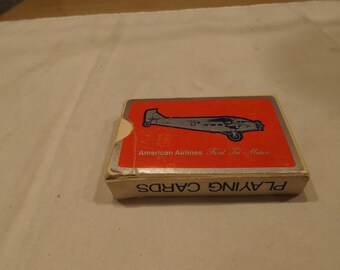 American Airlines Ford Tri-Motor
PLAYING CARDS